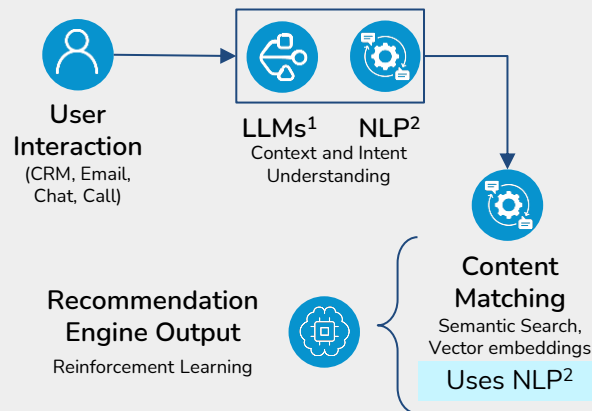 User
Interaction
(CRM, Email,
Chat, Call)
LLMs¹
NLP²
Context and Intent
Understanding
Content
Matching
Semantic Search,
Vector embeddings
Uses NLP²
Recommendation
Engine Output
Reinforcement Learning